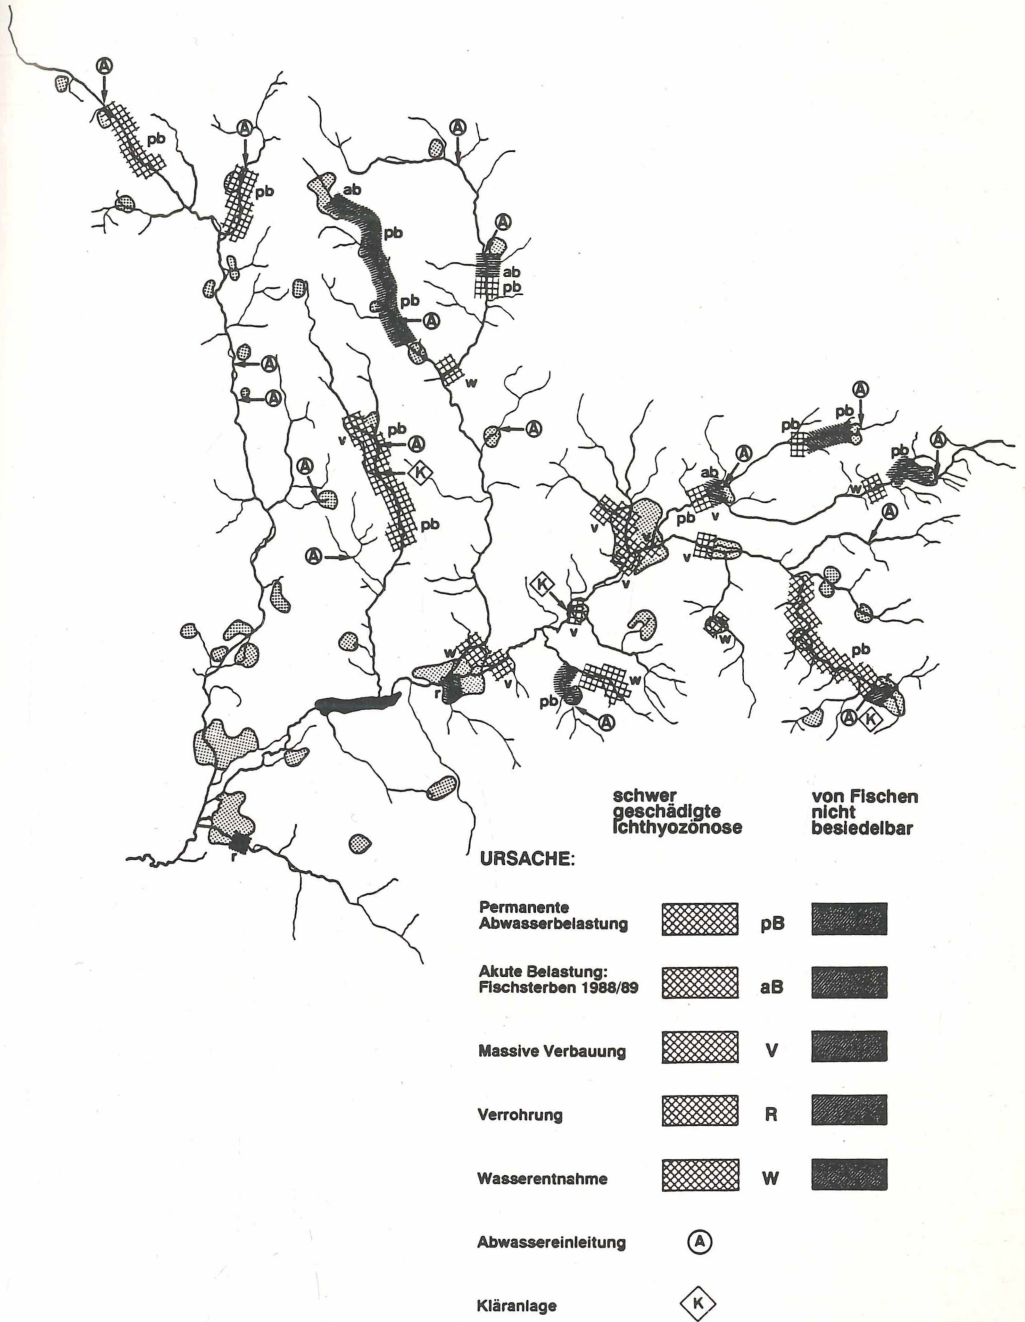 A
pb
A
pb
A
ab
pb
A
ab
pb
pb
A
w
A
A
v
pb
A
K
pb
A
A
A
pb
pb
A
pb
A
ab
A
pb
v
w
A
v
v
v
K
v
w
pb
r
A
K
w
v
r
pb
w
A
r
schwer
geschädigte
Ichthyozönose
von Fischen
nicht
besiedelbar
URSACHE:
Permanente
Abwasserbelastung
pB
Akute Belastung:
Fischsterben 1988/89
aB
Massive Verbauung
V
Verrohrung
R
Wasserentnahme
W
Abwassereinleitung
A
Kläranlage
K